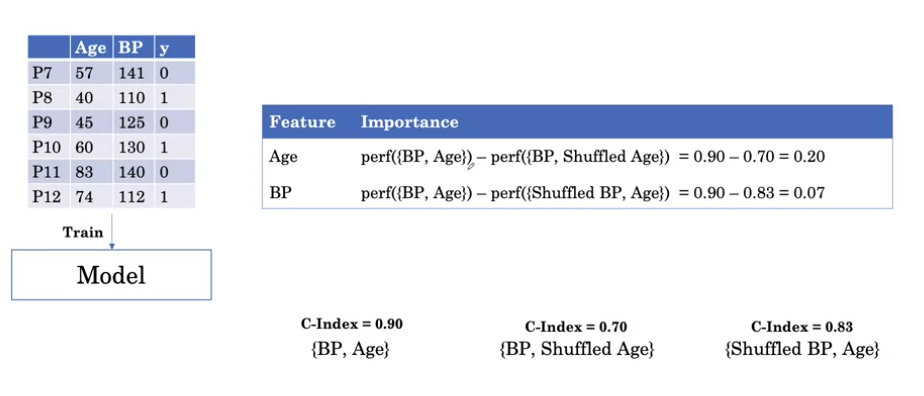 Age BP y
P7 57 141 0
P8 40 110 1
P9 45 125 0
P10 60 130 1
P11 83 140 0
P12 74 112 1
Train
Model
Feature Importance
Age perf({BP, Age}) – perf({BP, Shuffled Age}) = 0.90 – 0.70 = 0.20
BP perf({BP, Age}) – perf({Shuffled BP, Age}) = 0.90 – 0.83 = 0.07
C-Index = 0.90
{BP, Age}
C-Index = 0.70
{BP, Shuffled Age}
C-Index = 0.83
{Shuffled BP, Age}